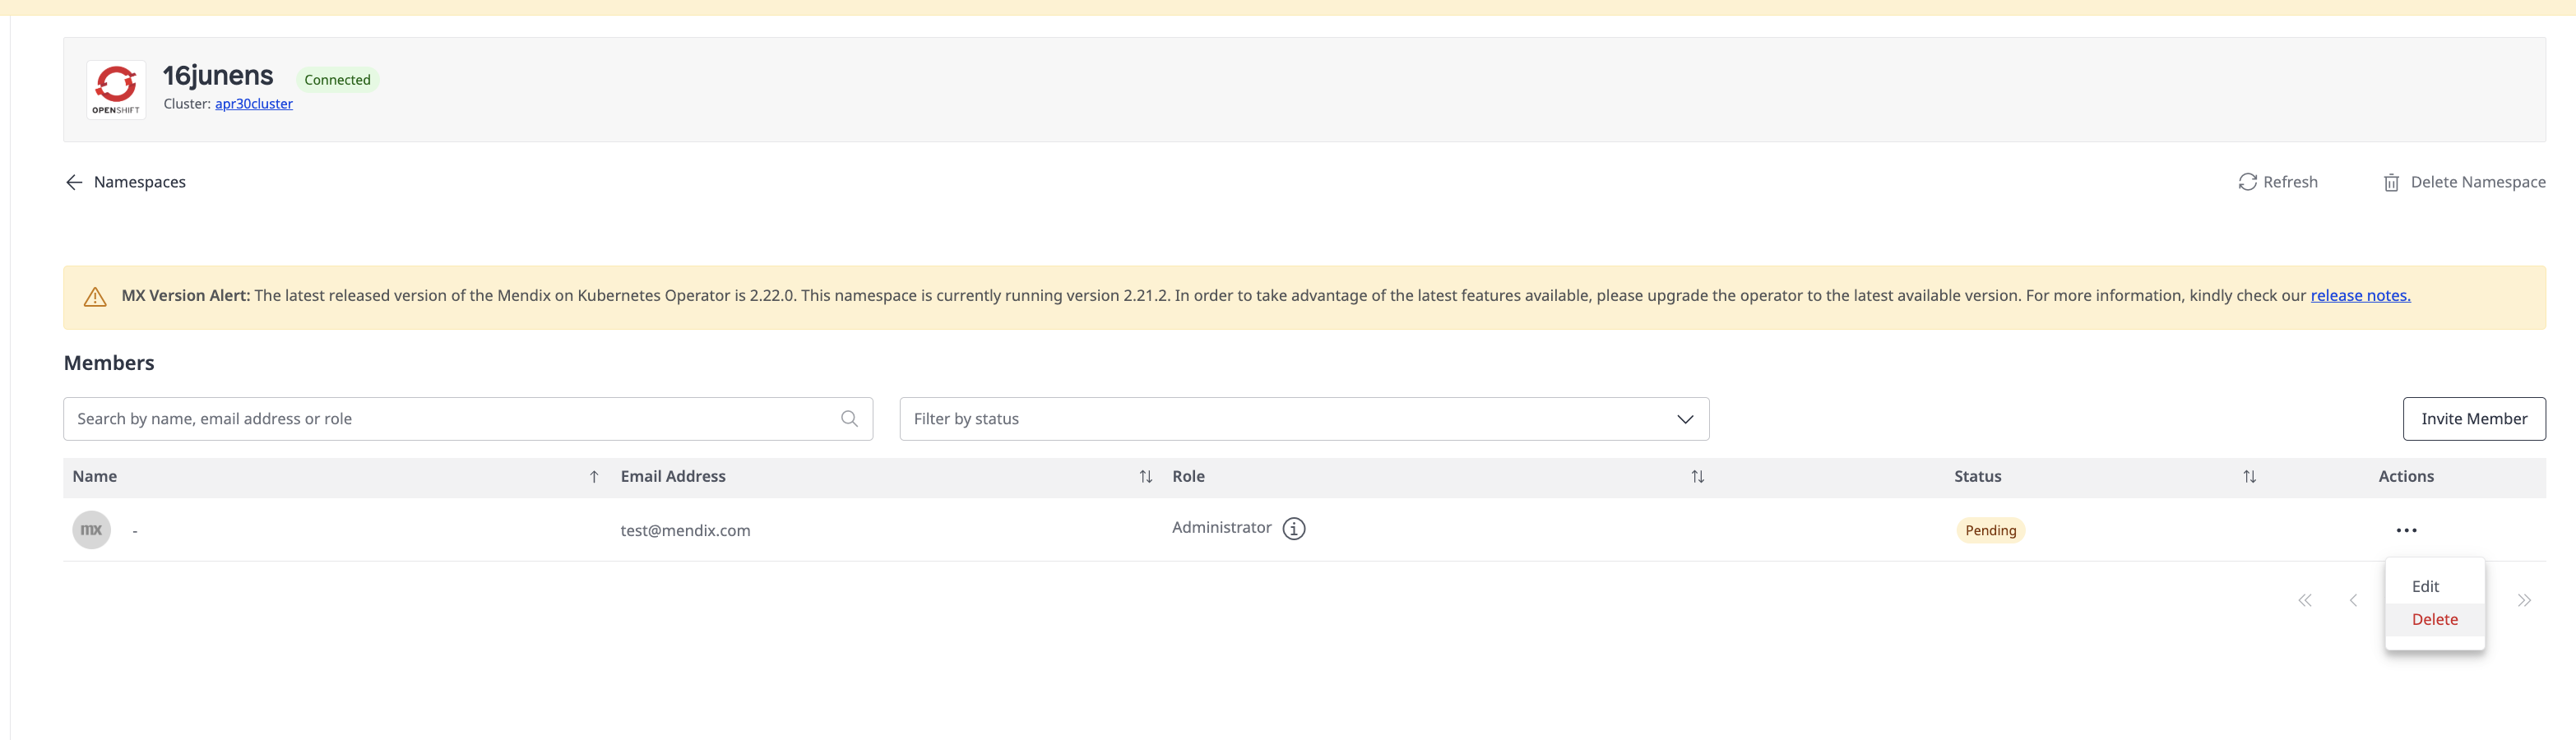 16junens
Connected
OPENSHIFT
Cluster: apr30cluster
Namespaces
Refresh
Delete Namespace
MX Version Alert: The latest released version of the Mendix on Kubernetes Operator is 2.22.0. This namespace is currently running version 2.21.2. In order to take advantage of the latest features available, please upgrade the operator to the latest available version. For more information, kindly check our release notes.
Members
Search by name, email address or role
Filter by status
Invite Member
Name
Email Address
Role
Status
Actions
mx
-
test@mendix.com
Administrator
Pending
Edit
Delete